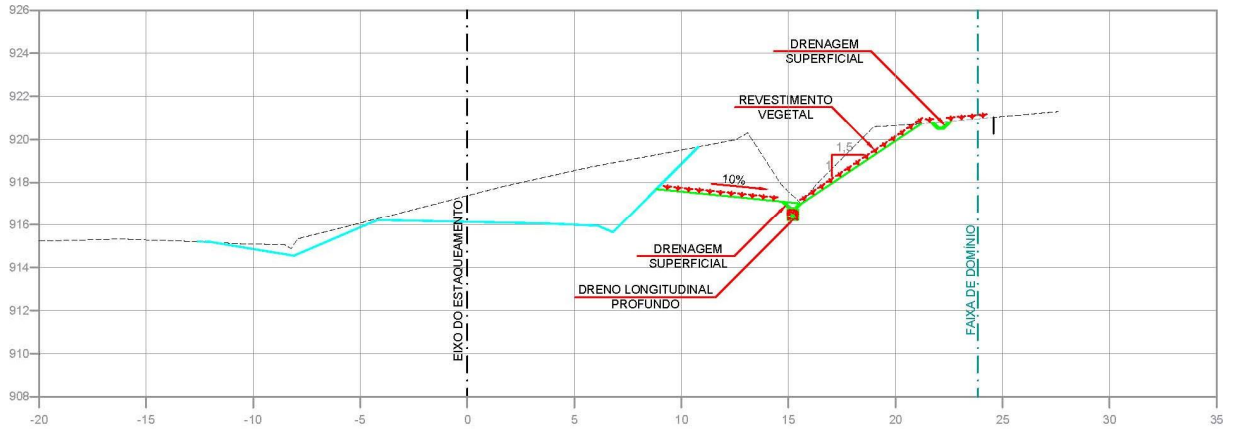 926
924
922
920
918
916
914
912
910
908
-20
-15
-10
-5
0
5
10
15
20
25
30
35
DRENAGEM
SUPERFICIAL
REVESTIMENTO
VEGETAL
1,5
1
10%
DRENAGEM
SUPERFICIAL
DRENO LONGITUDINAL
PROFUNDO
EIXO DO ESTAQUEAMENTO
FAIXA DE DOMÍNIO